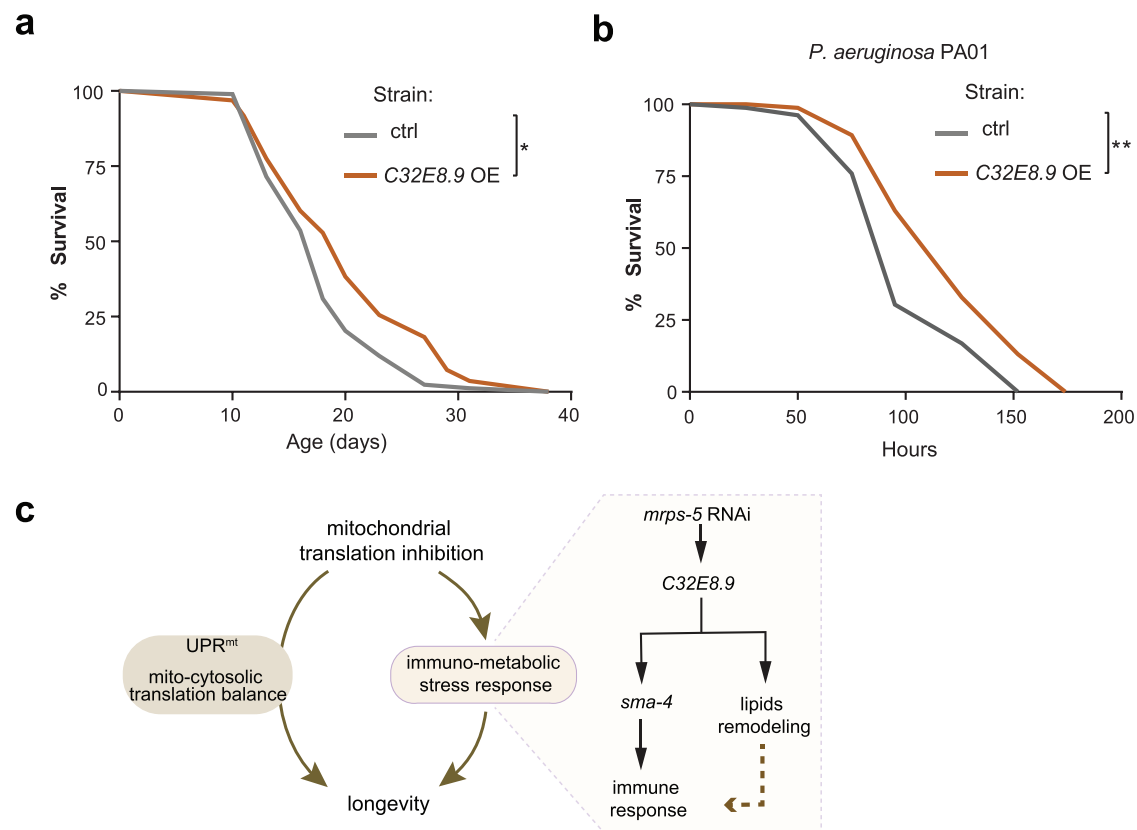 a
100
75
50
25
0
% Survival
0 10 20 30 40
Age (days)
Strain:
ctrl
C32E8.9 OE
*
b
P. aeruginosa PA01
100
75
50
25
0
% Survival
0 50 100 150 200
Hours
Strain:
ctrl
C32E8.9 OE
**
c
mitochondrial
translation inhibition
UPRmt
mito-cytosolic
translation balance
immuno-metabolic
stress response
longevity
mrps-5 RNAi
C32E8.9
sma-4
lipids
remodeling
immune
response